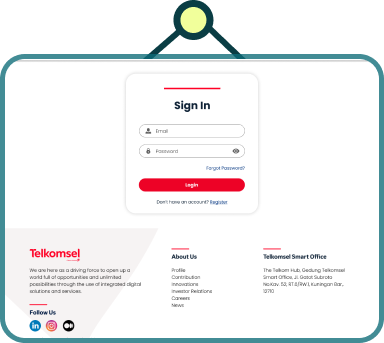 Sign In
Email
Password
Forgot Password?
Login
Don't have an account? Register
Telkomsel
We are here as a driving force to open up a
world full of opportunities and unlimited
possibilities through the use of integrated digital
solutions and services.
Follow Us
About Us
Profile
Contribution
Innovations
Investor Relations
Careers
News
Telkomsel Smart Office
The Telkom Hub, Gedung Telkomsel
Smart Office, Jl. Gatot Subroto
No.Kav. 52, RT.6/RW.1, Kuningan Bar.,
12710